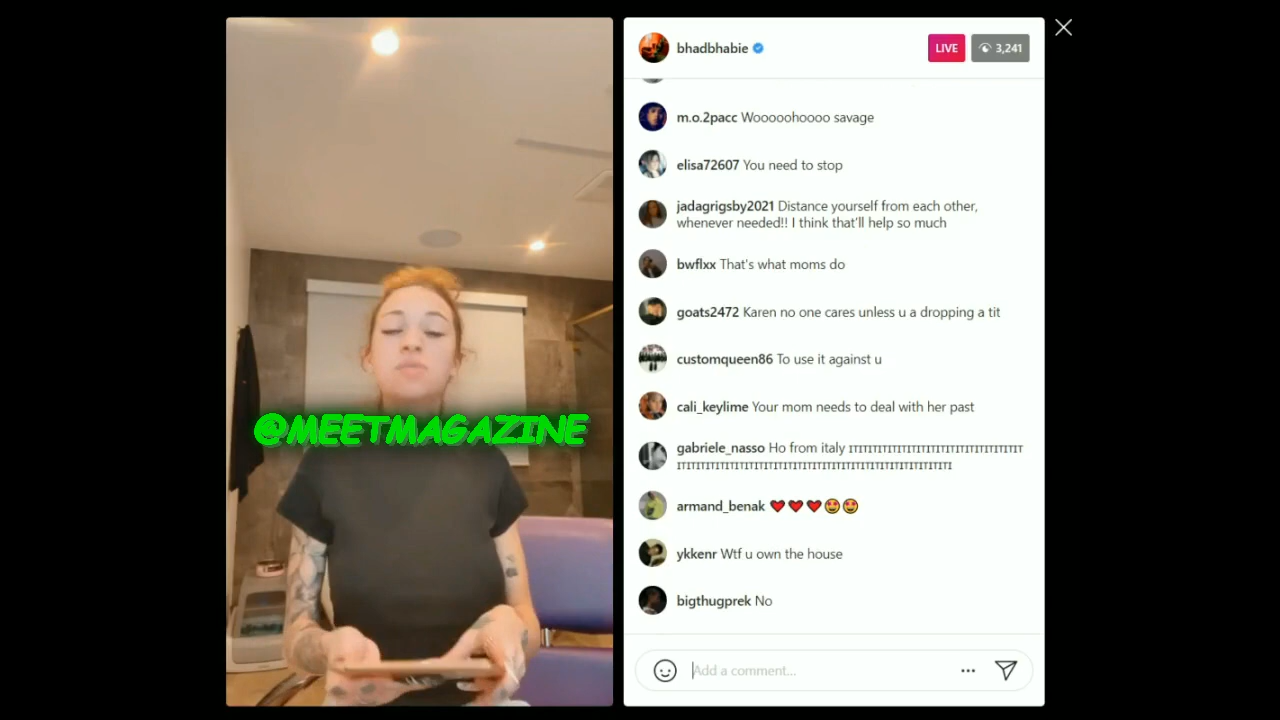 @MEETMAGAZINE
bhadbhabie
LIVE
3,241
m.o.2pacc Wooooohoooo savage
elisa72607 You need to stop
jadagrigsby2021 Distance yourself from each other,
whenever needed!! I think that'll help so much
bwflxx That's what moms do
goats2472 Karen no one cares unless u a dropping a tit
customqueen86 To use it against u
cali_keylime Your mom needs to deal with her past
gabriele_nasso Ho from italy
armand_benak ❤️❤️❤️🤩🤩
ykkenr Wtf u own the house
bigthugprek No
Add a comment...